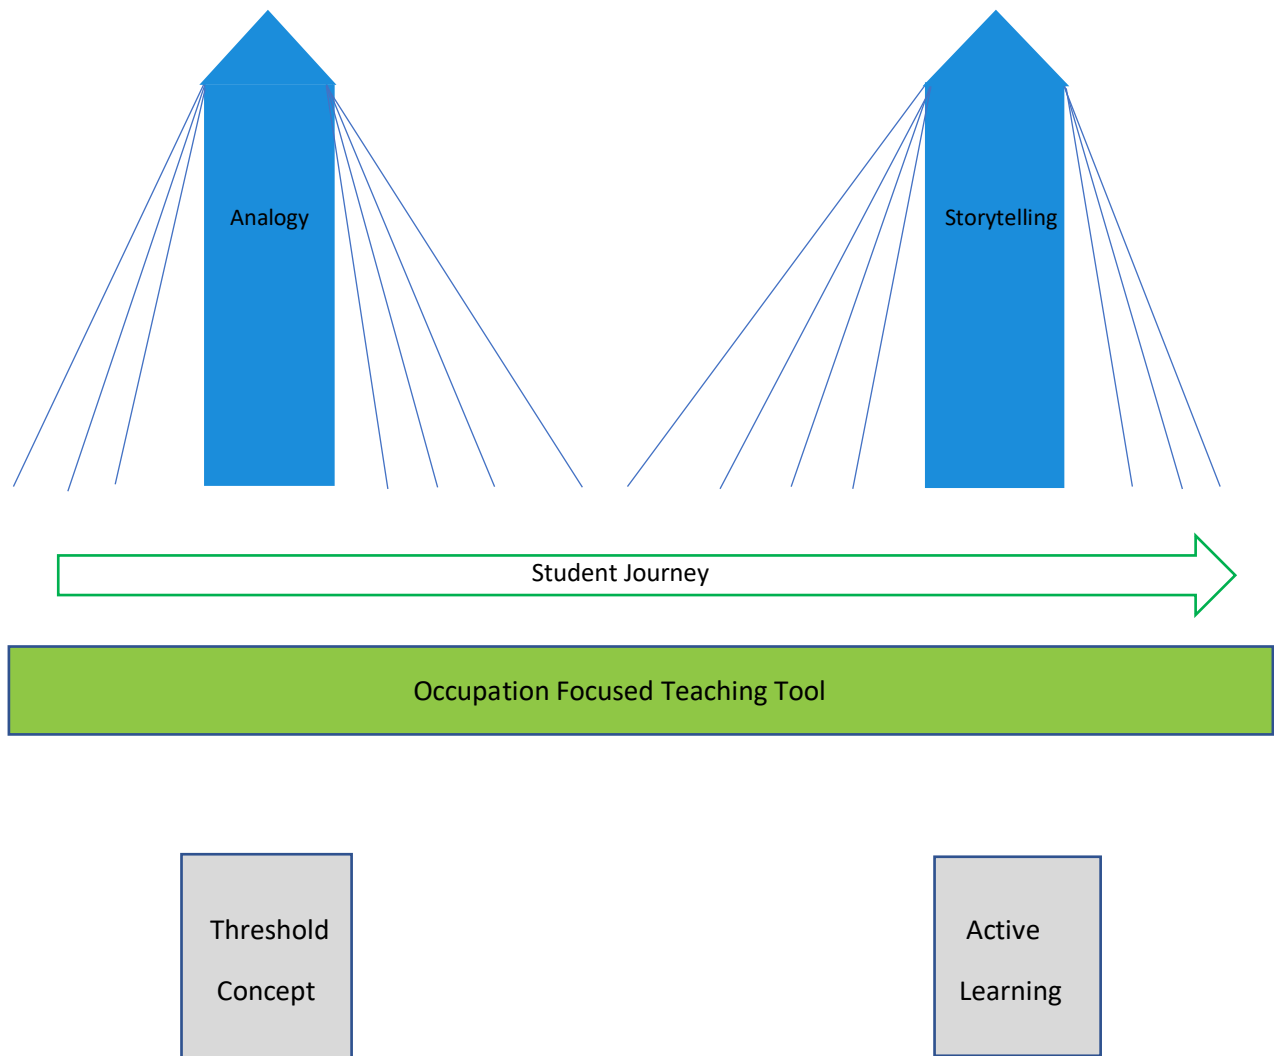 Analogy
Storytelling
Student Journey
Occupation Focused Teaching Tool
Threshold
Concept
Active
Learning